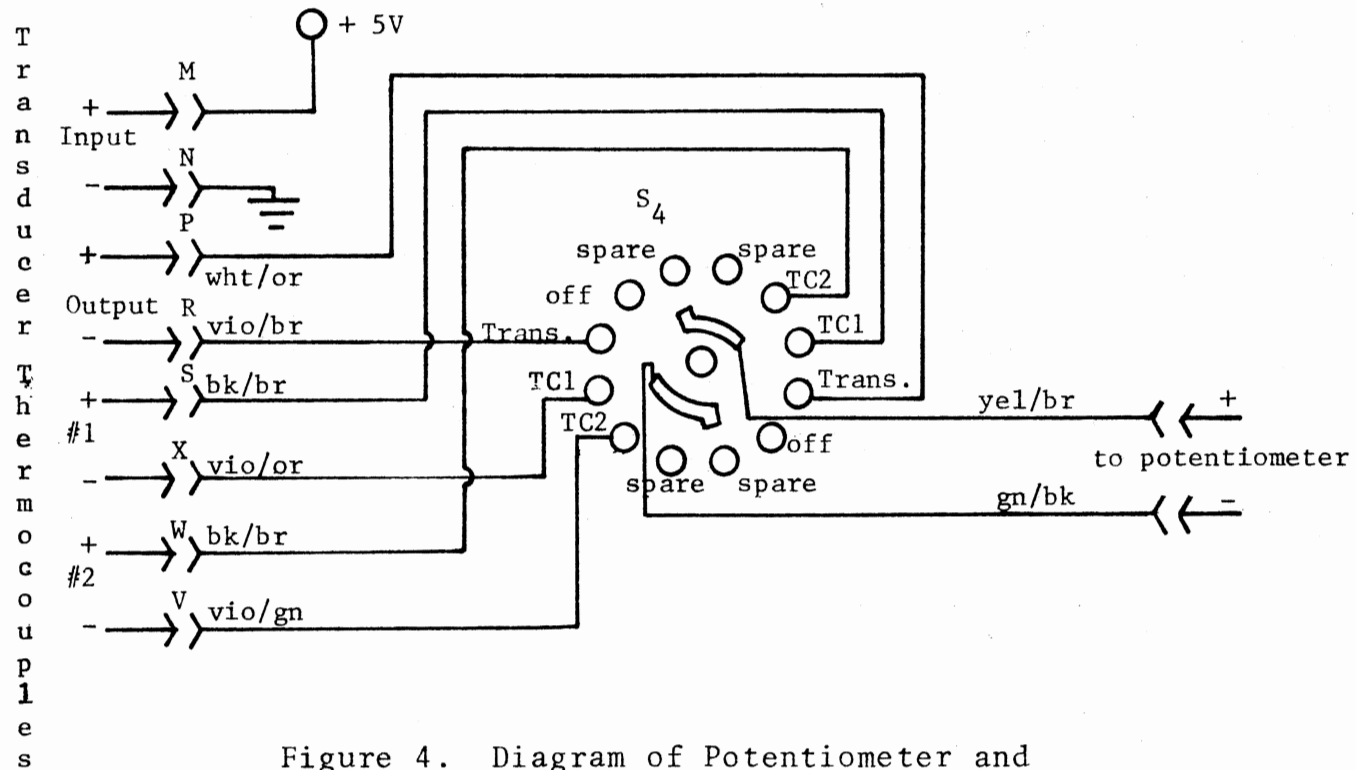 Transducer Thermocouples
+ 5V
M
+
Input
N
-
P
+
wht/or
Output
R
vio/br
-
Trans.
S
bk/br
+
#1
X
vio/or
-
W
bk/br
+
#2
V
vio/gn
-
S4
spare
spare
off
TC2
TC1
Trans.
TC1
TC2
off
spare
spare
yel/br
+
to potentiometer
gn/bk
-
Figure 4. Diagram of Potentiometer and